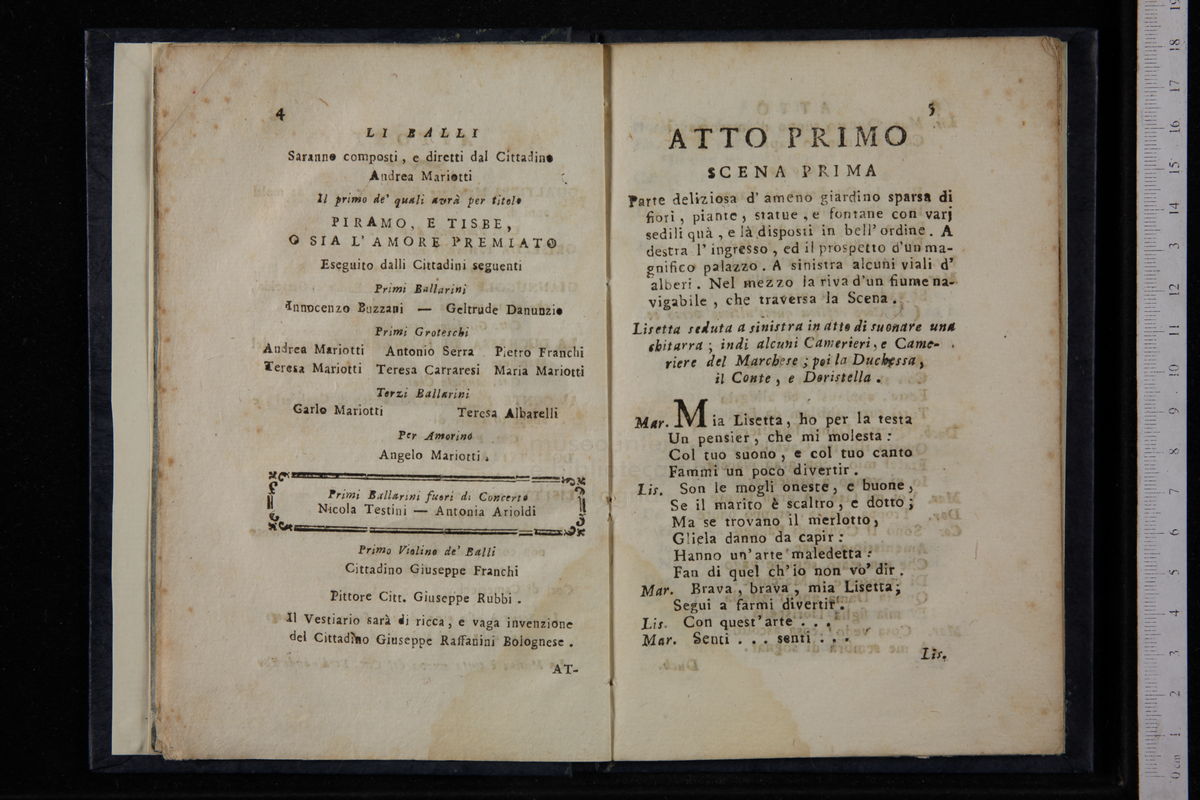 4
LI BALLI
Saranno composti, e diretti dal Cittadino
Andrea Mariotti
Il primo de' quali avrà per titolo
PIRAMO, E TISBE,
O SIA L'AMORE PREMIATO
Eseguito dalli Cittadini seguenti
Primi Ballarini
Innocenzo Buzzani — Geltrude Danunzio
Primi Groteschi
Andrea Mariotti Antonio Serra Pietro Franchi
Teresa Mariotti Teresa Carraresi Maria Mariotti
Terzi Ballarini
Carlo Mariotti Teresa Albarelli
Per Amorino
Angelo Mariotti.
Primi Ballarini fuori di Concerto
Nicola Testini — Antonia Arioldi
Primo Violino de' Balli
Cittadino Giuseppe Franchi
Pittore Citt. Giuseppe Rubbi.
Il Vestiario sarà di ricca, e vaga invenzione
del Cittadino Giuseppe Raffanini Bolognese.
AT-
5
ATTO PRIMO
SCENA PRIMA
Parte deliziosa d' ameno giardino sparsa di
fiori, piante, statue, e fontane con varj
sedili quà, e là disposti in bell'ordine. A
destra l'ingresso, ed il prospetto d'un ma-
gnifico palazzo. A sinistra alcuni viali d'
alberi. Nel mezzo la riva d'un fiume na-
vigabile, che traversa la Scena.
Lisetta seduta a sinistra in atto di suonare una
chitarra; indi alcuni Camerieri, e Came-
riere del Marchese; poi la Duchessa,
il Conte, e Doristella.
Mar. Mia Lisetta, ho per la testa
Un pensier, che mi molesta:
Col tuo suono, e col tuo canto
Fammi un poco divertir.
Lis. Son le mogli oneste, e buone,
Se il marito è scaltro, e dotto;
Ma se trovano il merlotto,
Gliela danno da capir:
Hanno un'arte maledetta:
Fan di quel ch'io non vo' dir.
Mar. Brava, brava, mia Lisetta;
Segui a farmi divertir.
Lis. Con quest'arte . . .
Mar. Senti . . . senti . . .
Lis.